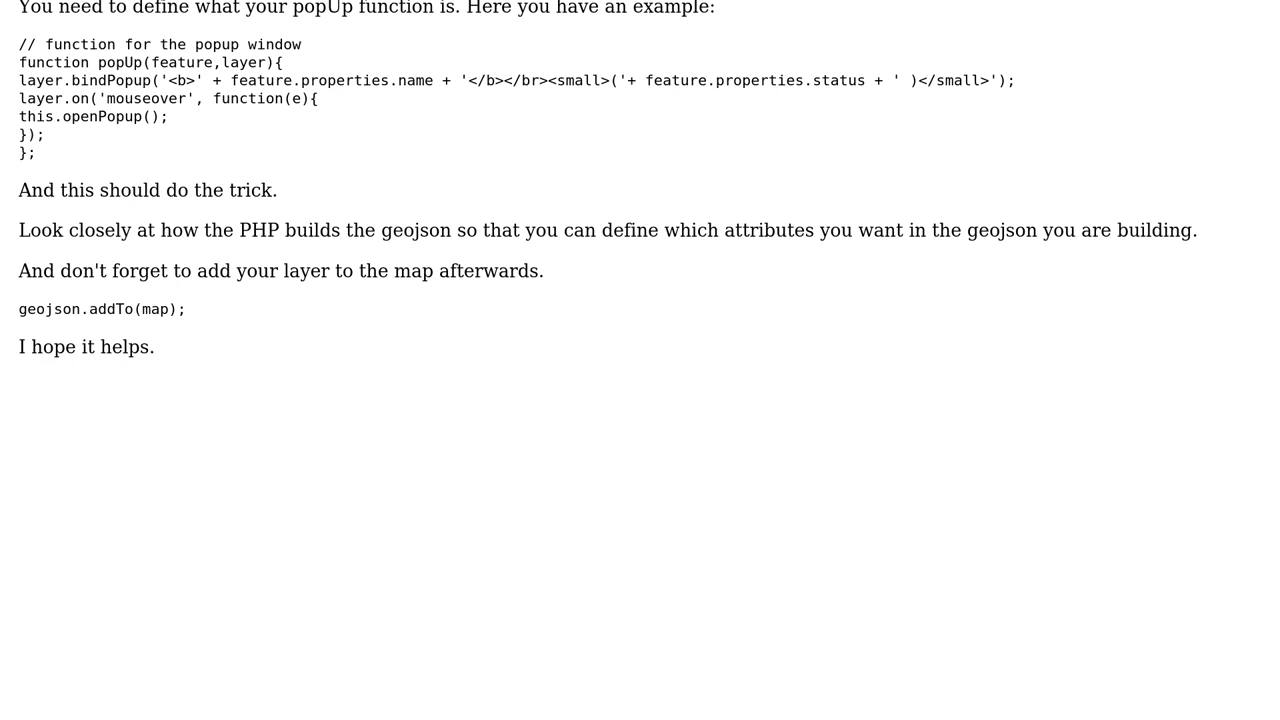 You need to define what your popUp function is. Here you have an example:
// function for the popup window
function popUp(feature,layer){
layer.bindPopup('<b>' + feature.properties.name + '</b></br><small>('+ feature.properties.status + ' )</small>');
layer.on('mouseover', function(e){
this.openPopup();
});
};
And this should do the trick.
Look closely at how the PHP builds the geojson so that you can define which attributes you want in the geojson you are building.
And don't forget to add your layer to the map afterwards.
geojson.addTo(map);
I hope it helps.